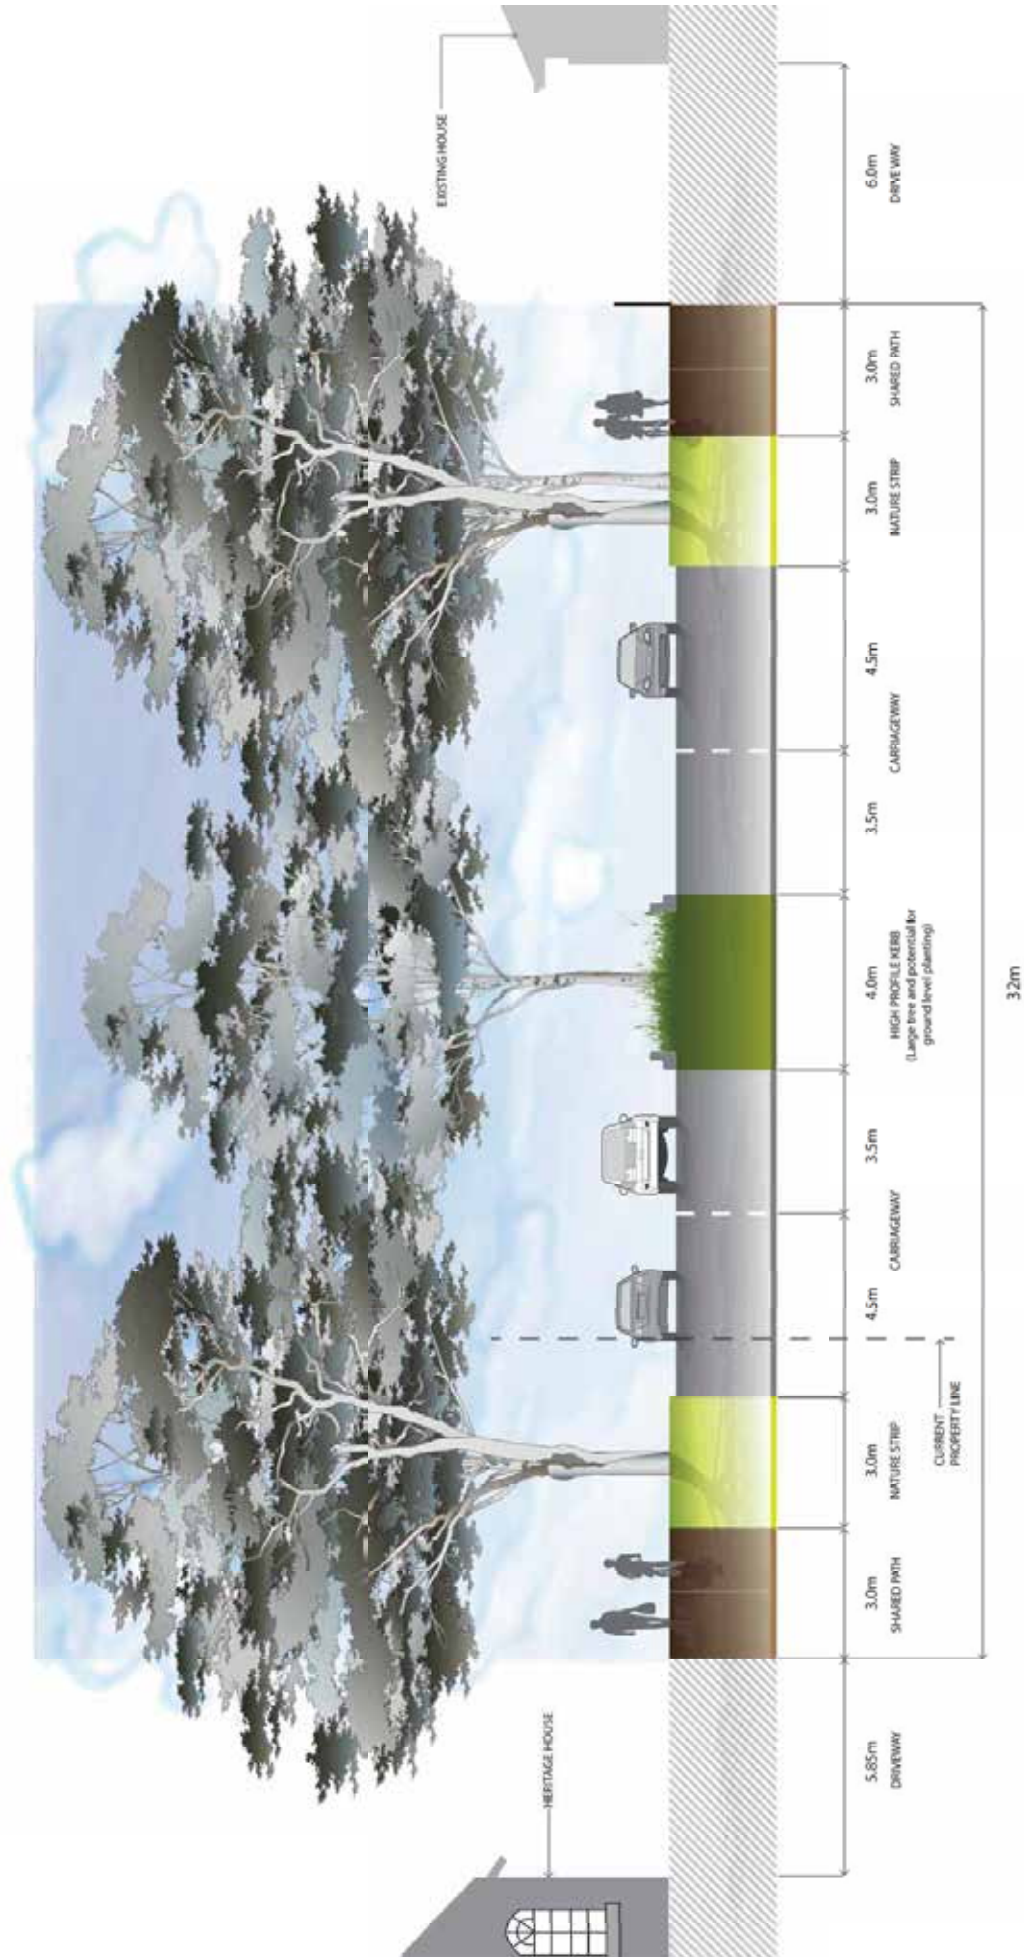 HERITAGE HOUSE
EXISTING HOUSE
5.85m
DRIVEWAY
3.0m
SHARED PATH
3.0m
NATURE STRIP
CURRENT
PROPERTY LINE
4.5m
CARRIAGEWAY
3.5m
4.0m
HIGH PROFILE KERB
(Large tree and potential for
ground level planting)
3.5m
CARRIAGEWAY
4.5m
3.0m
NATURE STRIP
3.0m
SHARED PATH
6.0m
DRIVEWAY
32m